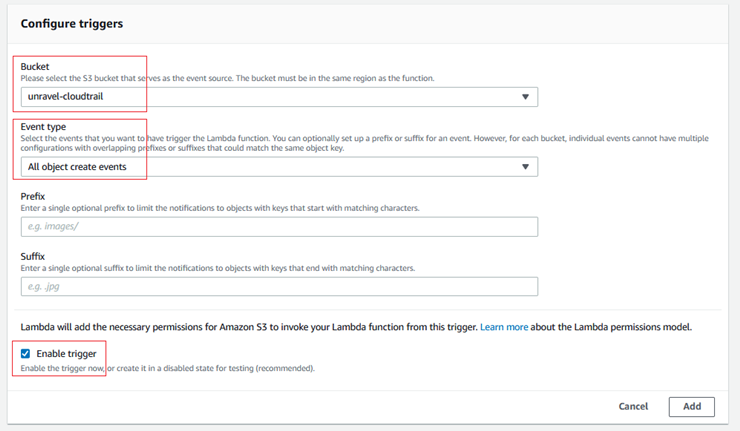 Configure triggers
Bucket
Please select the S3 bucket that serves as the event source. The bucket must be in the same region as the function.
unravel-cloudtrail
Event type
Select the events that you want to have trigger the Lambda function. You can optionally set up a prefix or suffix for an event. However, for each bucket, individual events cannot have multiple
configurations with overlapping prefixes or suffixes that could match the same object key.
All object create events
Prefix
Enter a single optional prefix to limit the notifications to objects with keys that start with matching characters.
e.g. images/
Suffix
Enter a single optional suffix to limit the notifications to objects with keys that end with matching characters.
e.g. .jpg
Lambda will add the necessary permissions for Amazon S3 to invoke your Lambda function from this trigger. Learn more about the Lambda permissions model.
Enable trigger
Enable the trigger now, or create it in a disabled state for testing (recommended).
Cancel Add